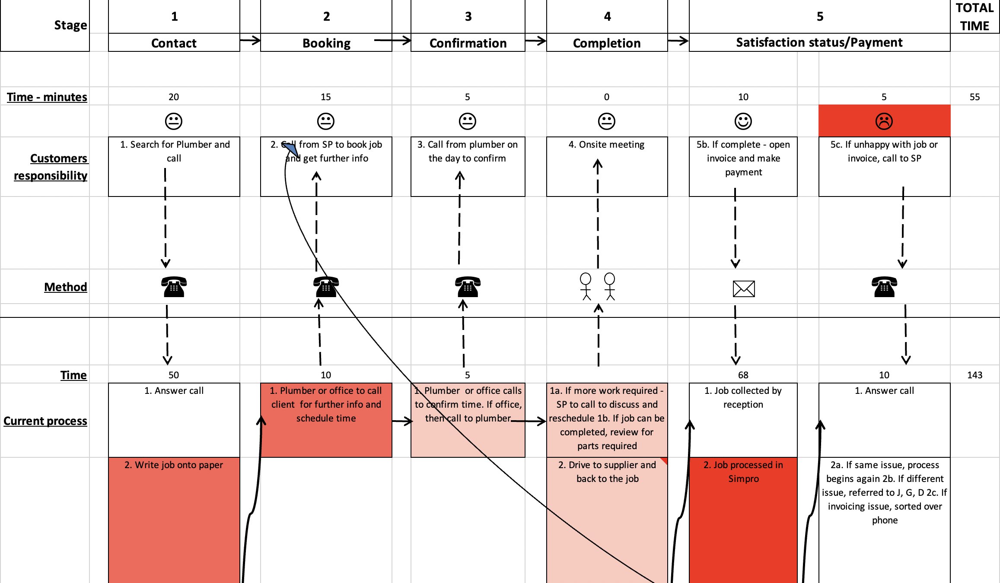 Stage
1
2
3
4
5
TOTAL
TIME
Contact
Booking
Confirmation
Completion
Satisfaction status/Payment
Time - minutes
20
15
5
0
10
5
55
Customers
responsibility
1. Search for Plumber and
call
2. Call from SP to book job
and get further info
3. Call from plumber on
the day to confirm
4. Onsite meeting
5b. If complete - open
invoice and make
payment
5c. If unhappy with job or
invoice, call to SP
Method
Time
50
10
5
68
10
143
Current process
1. Answer call
1. Plumber or office to call
client for further info and
schedule time
1. Plumber or office calls
to confirm time. If office,
then call to plumber
1a. If more work required -
SP to call to discuss and
reschedule 1b. If job can be
completed, review for
parts required
1. Job collected by
reception
1. Answer call
2. Write job onto paper
2. Drive to supplier and
back to the job
2. Job processed in
Simpro
2a. If same issue, process
begins again 2b. If different
issue, referred to J, G, D 2c. If
invoicing issue, sorted over
phone